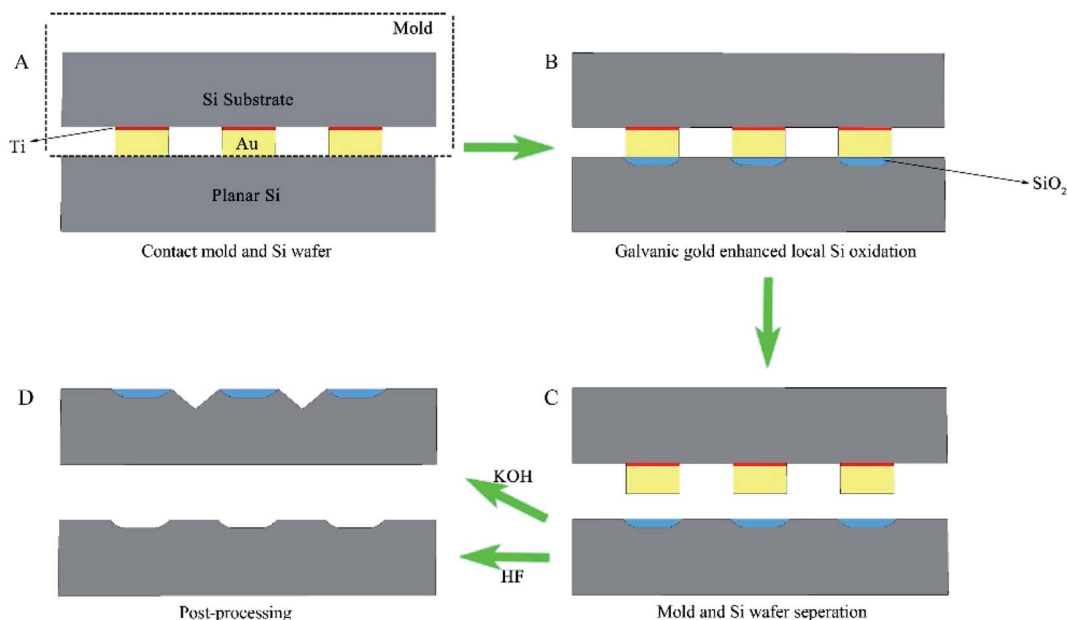 Mold
A
Si Substrate
Ti
Au
Planar Si
Contact mold and Si wafer
B
SiO₂
Galvanic gold enhanced local Si oxidation
D
KOH
HF
Post-processing
C
Mold and Si wafer seperation